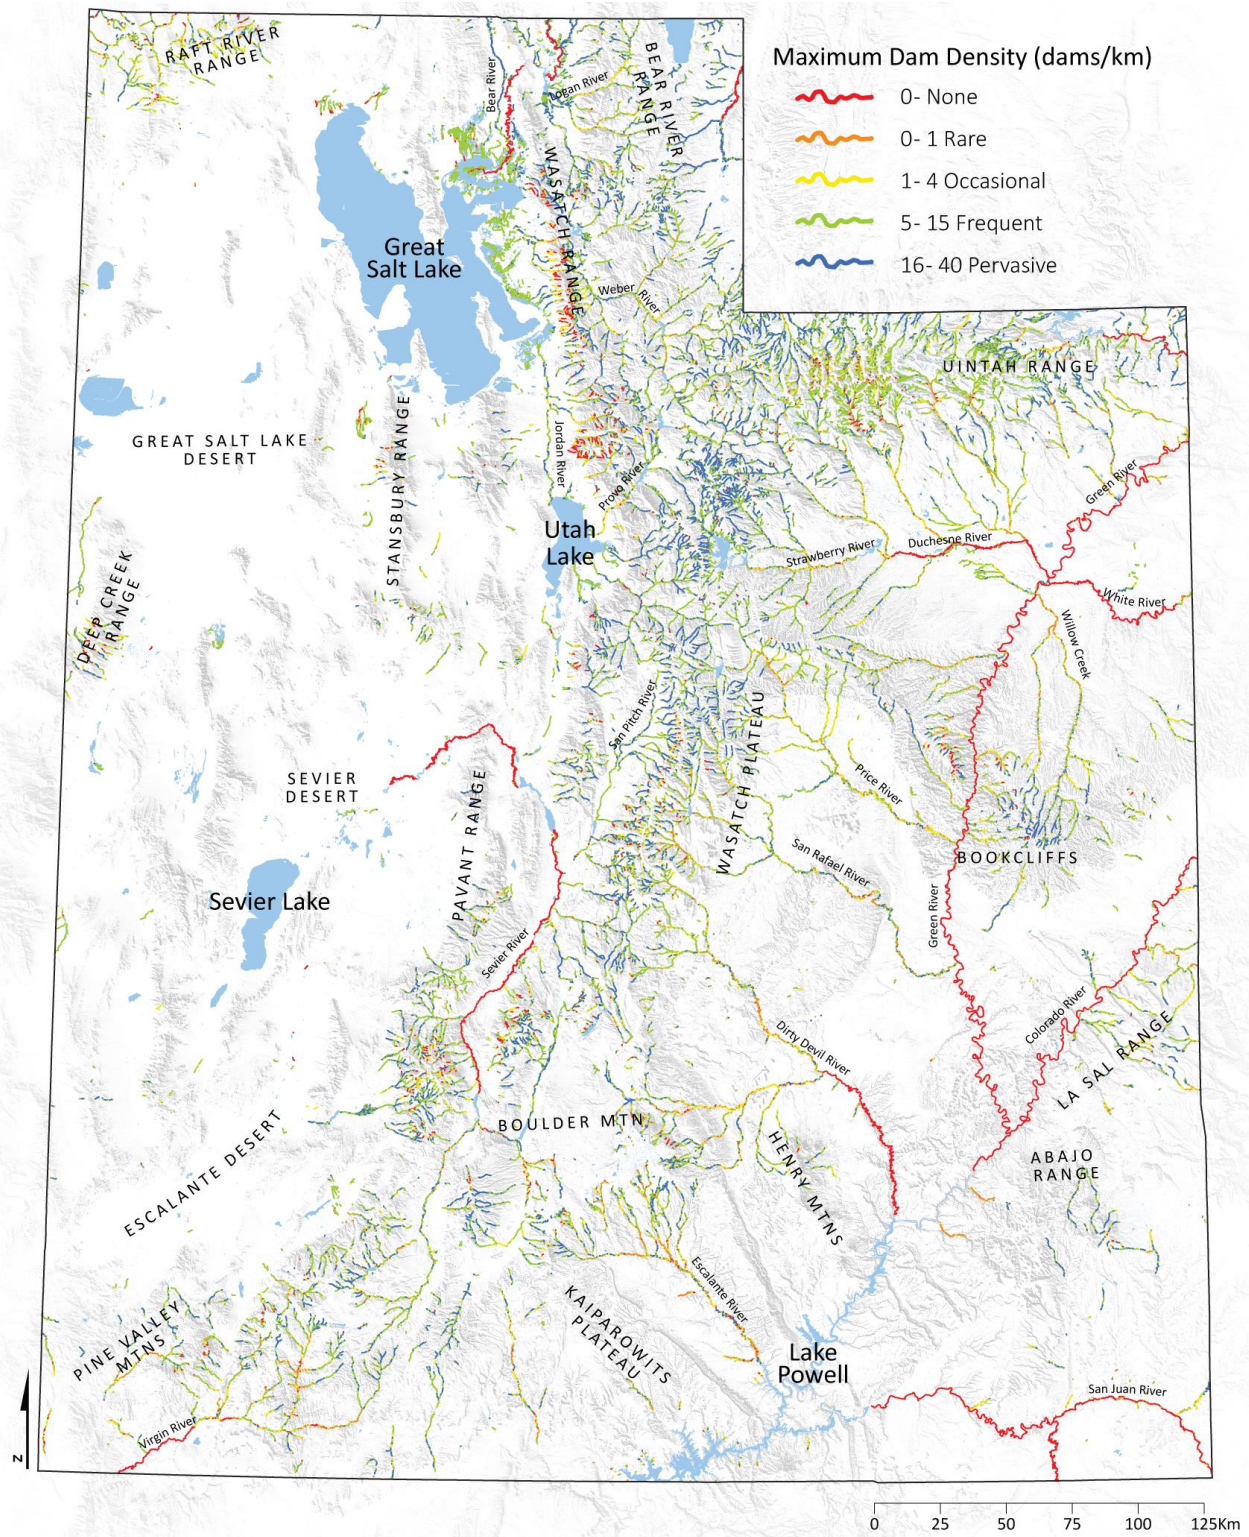 Maximum Dam Density (dams/km)
0- None
0- 1 Rare
1- 4 Occasional
5- 15 Frequent
16- 40 Pervasive
RAFT RIVER
RANGE
Bear River
Logan River
BEAR RIVER
RANGE
WASATCH RANGE
Great
Salt Lake
Weber River
UINTAH RANGE
GREAT SALT LAKE
DESERT
STANSBURY RANGE
Jordan River
Provo River
Green River
Utah
Lake
Strawberry River
Duchesne River
White River
DEEP CREEK
RANGE
Willow Creek
San Pitch River
WASATCH PLATEAU
SEVIER
DESERT
PAVANT RANGE
Price River
San Rafael River
BOOKCLIFFS
Sevier Lake
Green River
Sevier River
Colorado River
Dirty Devil River
LA SAL RANGE
BOULDER MTN
ESCALANTE DESERT
HENRY MTNS
ABAJO
RANGE
Escalante River
KAIPAROWITS
PLATEAU
PINE VALLEY
MTNS
Lake
Powell
San Juan River
Virgin River
N
0 25 50 75 100 125Km